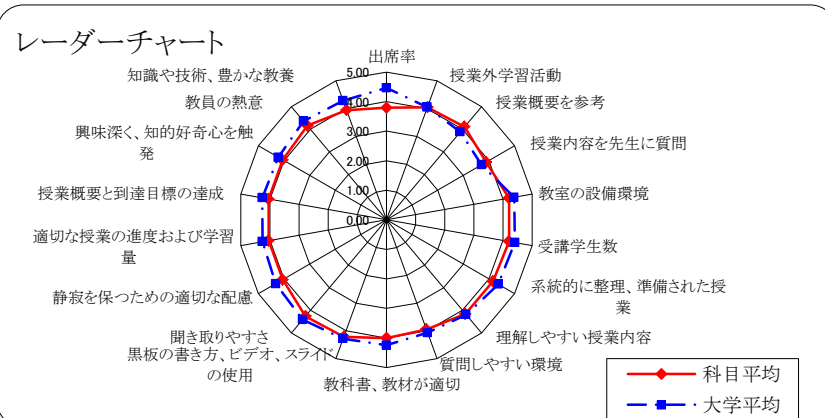 レーダーチャート
出席率
授業外学習活動
授業概要を参考
授業内容を先生に質問
教室の設備環境
受講学生数
系統的に整理、準備された授
業
理解しやすい授業内容
質問しやすい環境
教科書、教材が適切
黒板の書き方、ビデオ、スライド
の使用
聞き取りやすさ
静寂を保つための適切な配慮
適切な授業の進度および学習
量
授業概要と到達目標の達成
興味深く、知的好奇心を触
発
教員の熱意
知識や技術、豊かな教養
5.00
4.00
3.00
2.00
1.00
0.00
科目平均
大学平均